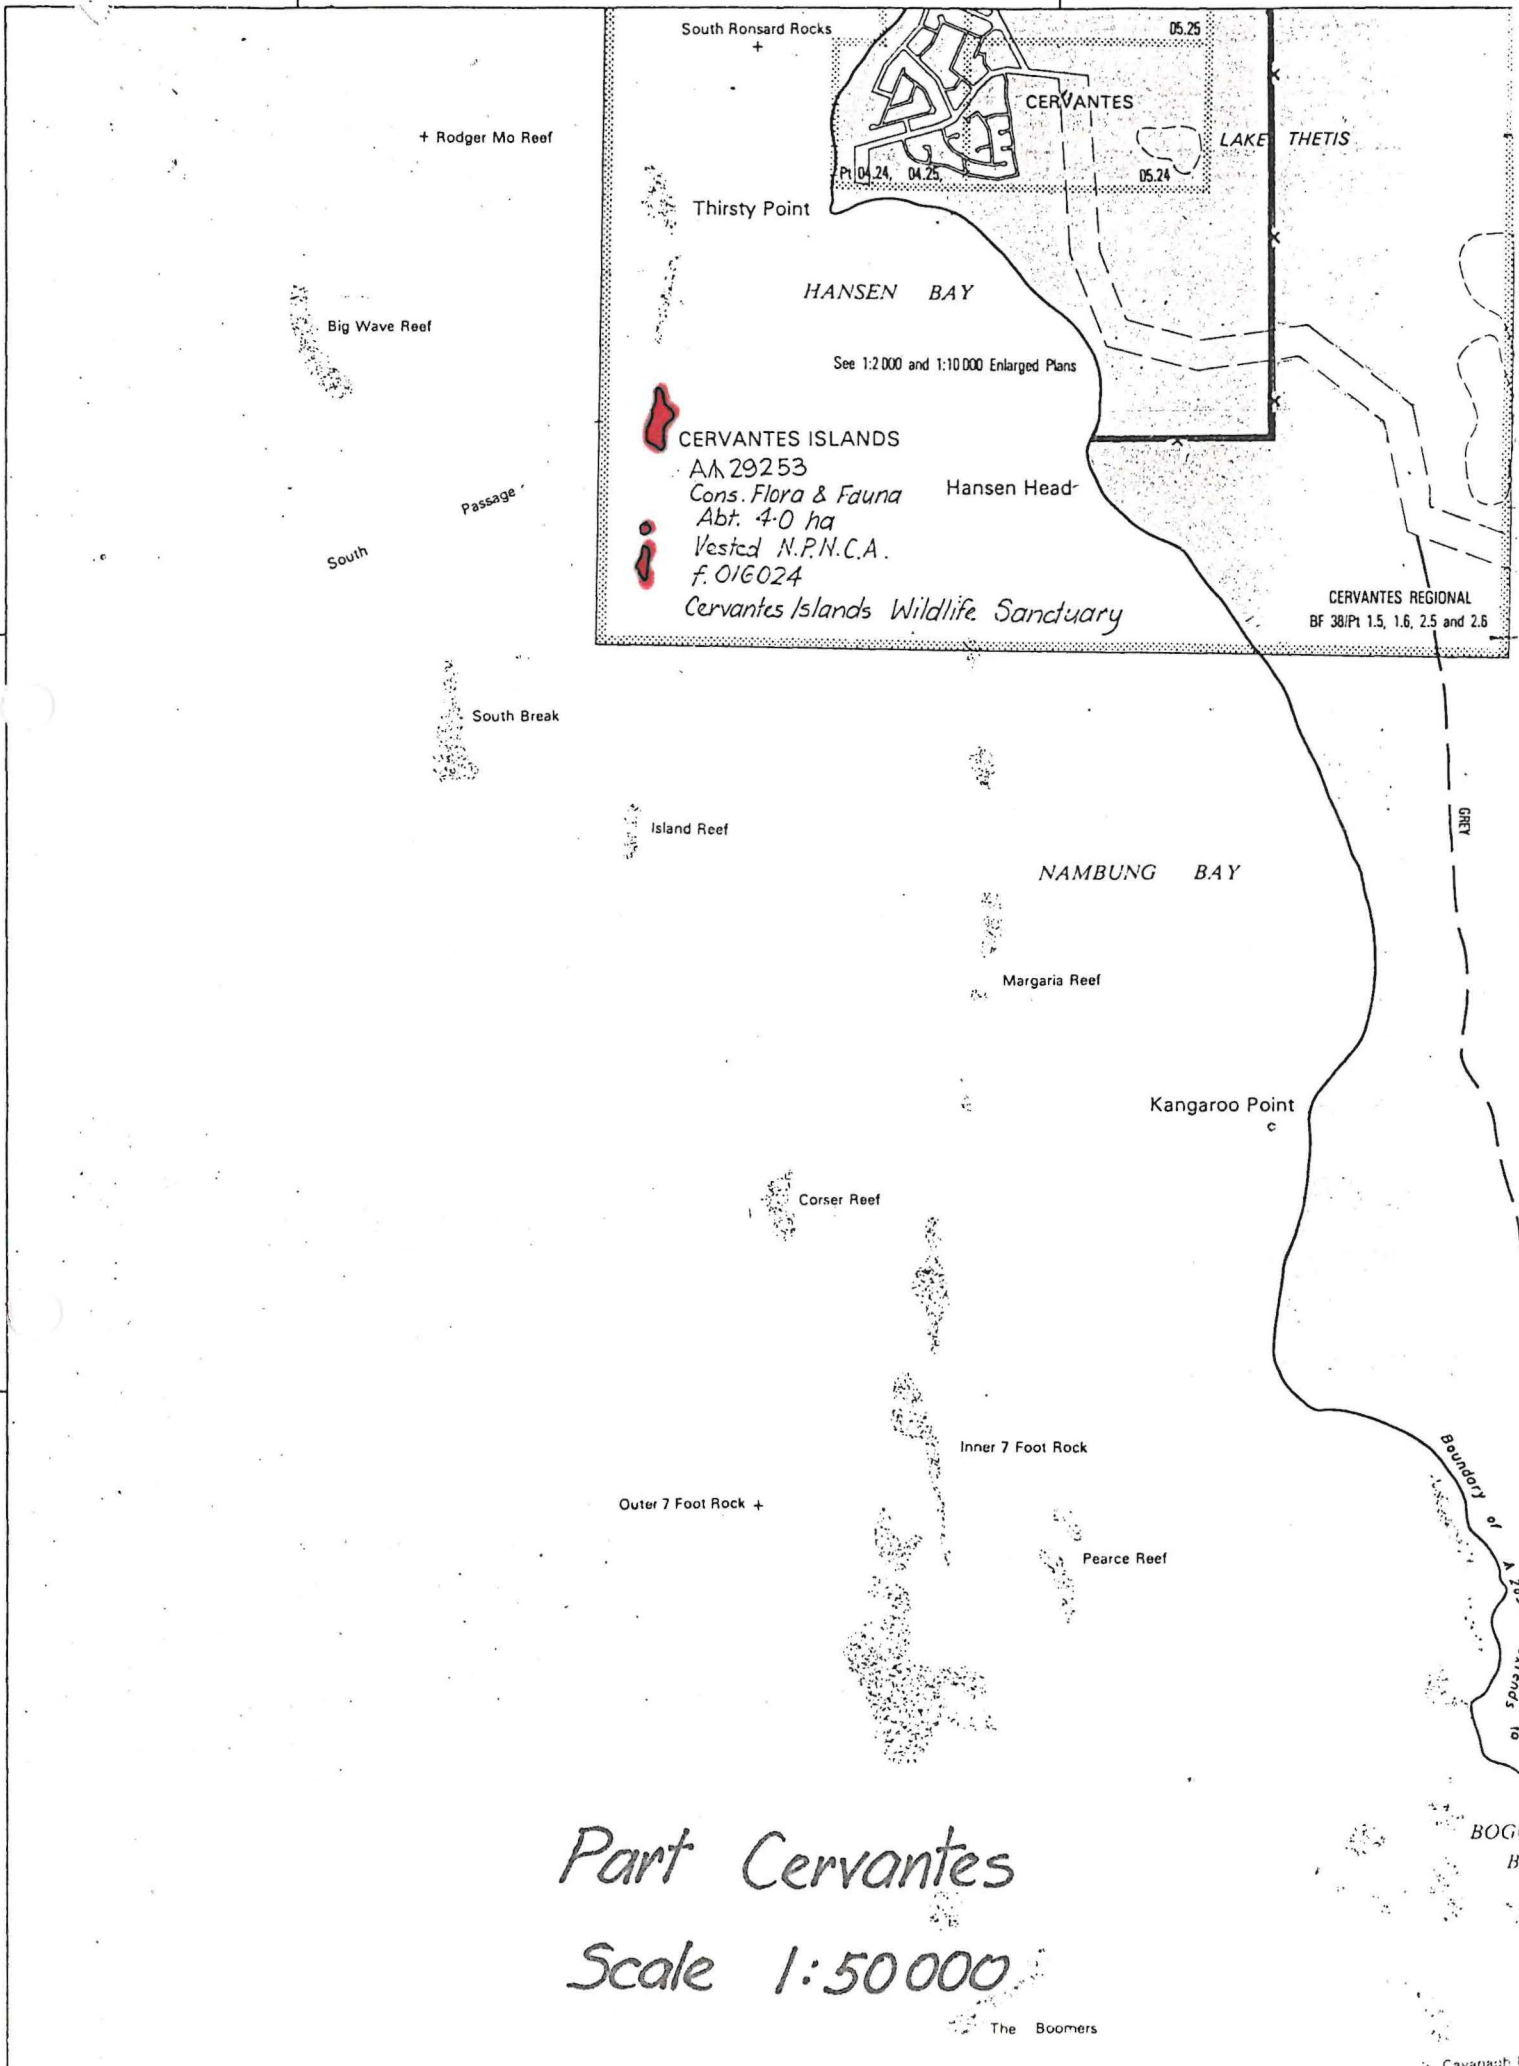 South Ronsard Rocks
05.25
CERVANTES
Rodger Mo Reef
LAKE THETIS
Pt 04.24, 04.25,
05.24
Thirsty Point
HANSEN BAY
Big Wave Reef
See 1:2 000 and 1:10 000 Enlarged Plans
CERVANTES ISLANDS
29253
Cons. Flora & Fauna
Hansen Head
Abt. 4.0 ha
Passage
Vested N.P.N.C.A.
South
f. 016024
Cervantes Islands Wildlife Sanctuary
CERVANTES REGIONAL
BF 38/Pt 1.5, 1.6, 2.5 and 2.6
South Break
Island Reef
GREY
NAMBUNG BAY
Margaria Reef
Kangaroo Point
c
Corser Reef
Inner 7 Foot Rock
Boundary of A
Outer 7 Foot Rock
Pearce Reef
to
Part Cervantes
Scale 1:50000
The Boomers